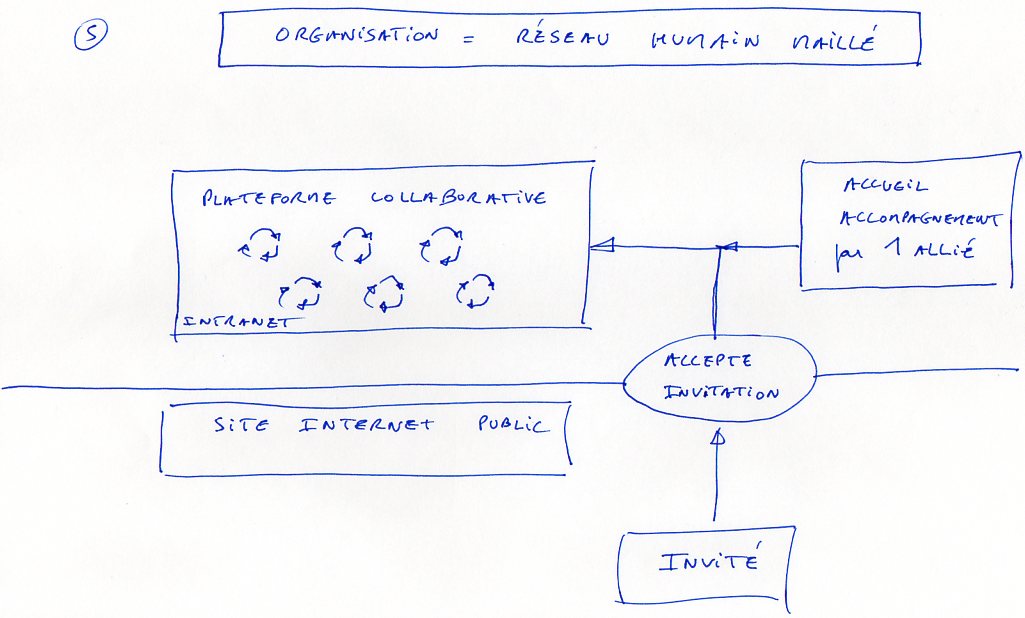 5
ORGANISATION = RÉSEAU HUMAIN MAILLÉ
PLATEFORME COLLABORATIVE
INTRANET
ACCUEIL
ACCOMPAGNEMENT
par 1 ALLIÉ
ACCEPTE
INVITATION
SITE INTERNET PUBLIC
INVITÉ